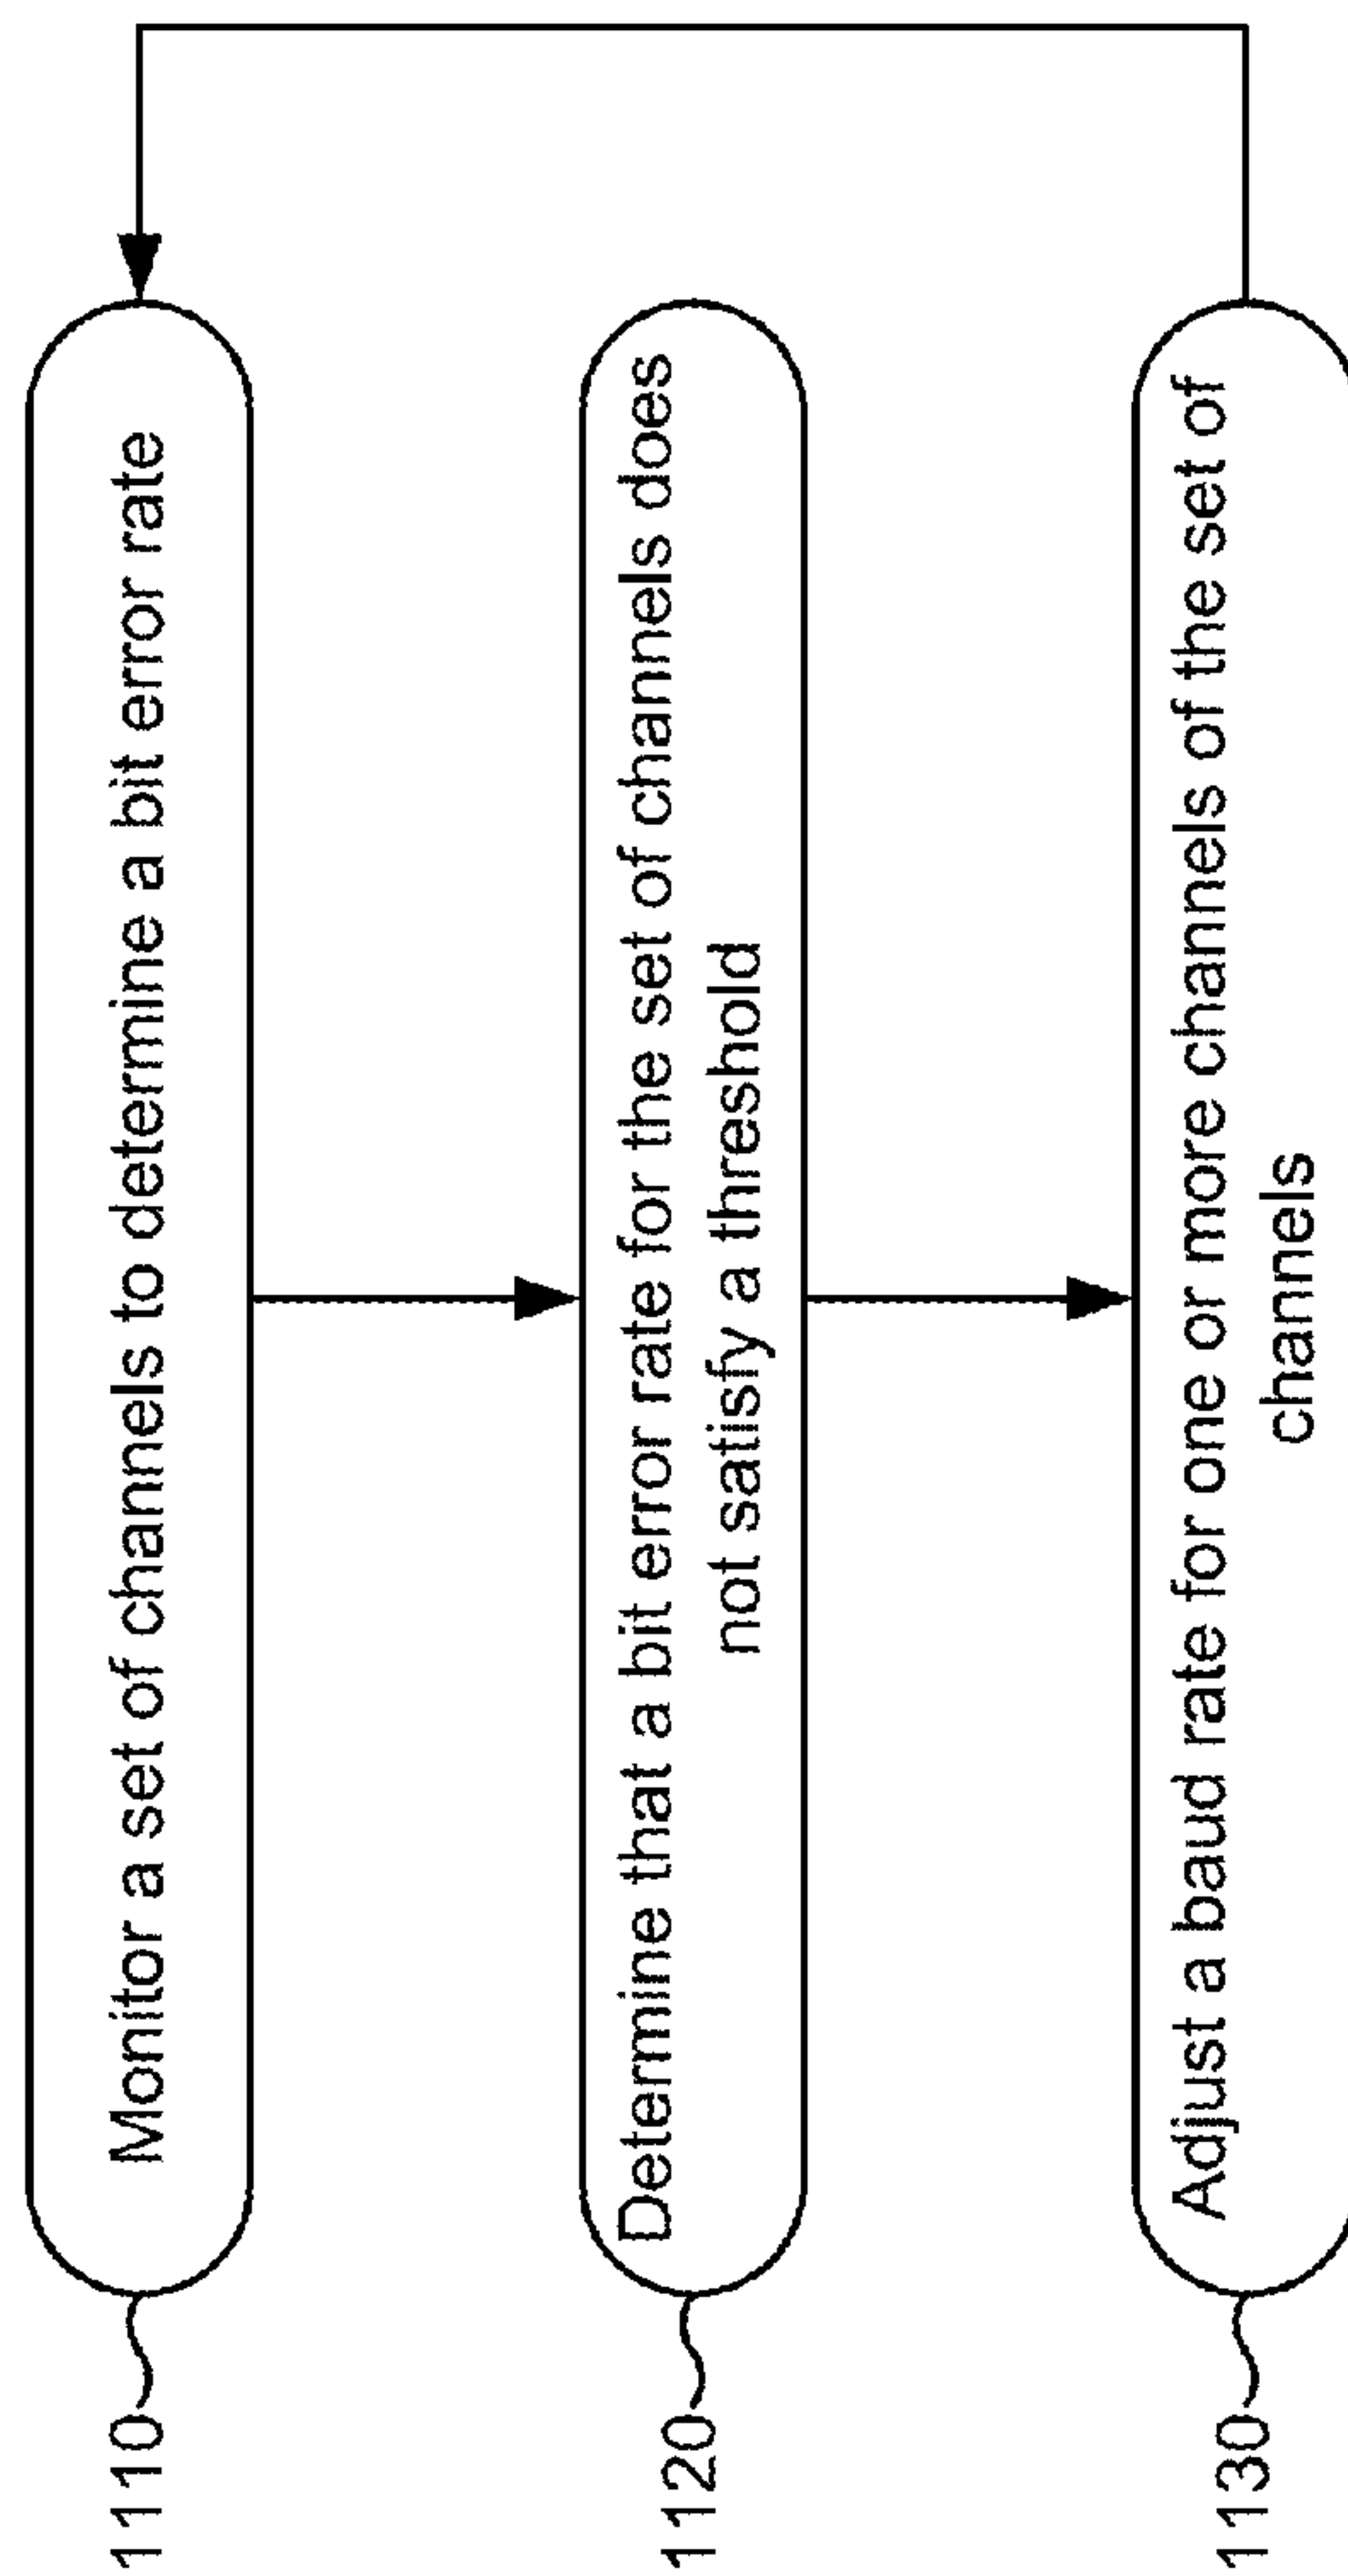 1110
Monitor a set of channels to determine a bit error rate
1120
Determine that a bit error rate for the set of channels does
not satisfy a threshold
1130
Adjust a baud rate for one or more channels of the set of
channels